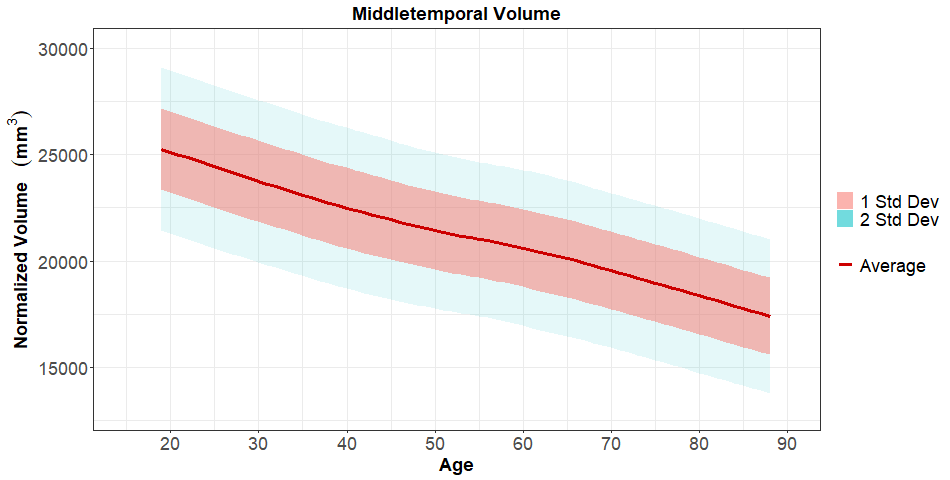 Middletemporal Volume
Normalized Volume (mm³)
30000
25000
20000
15000
20 30 40 50 60 70 80 90
Age
1 Std Dev
2 Std Dev
Average